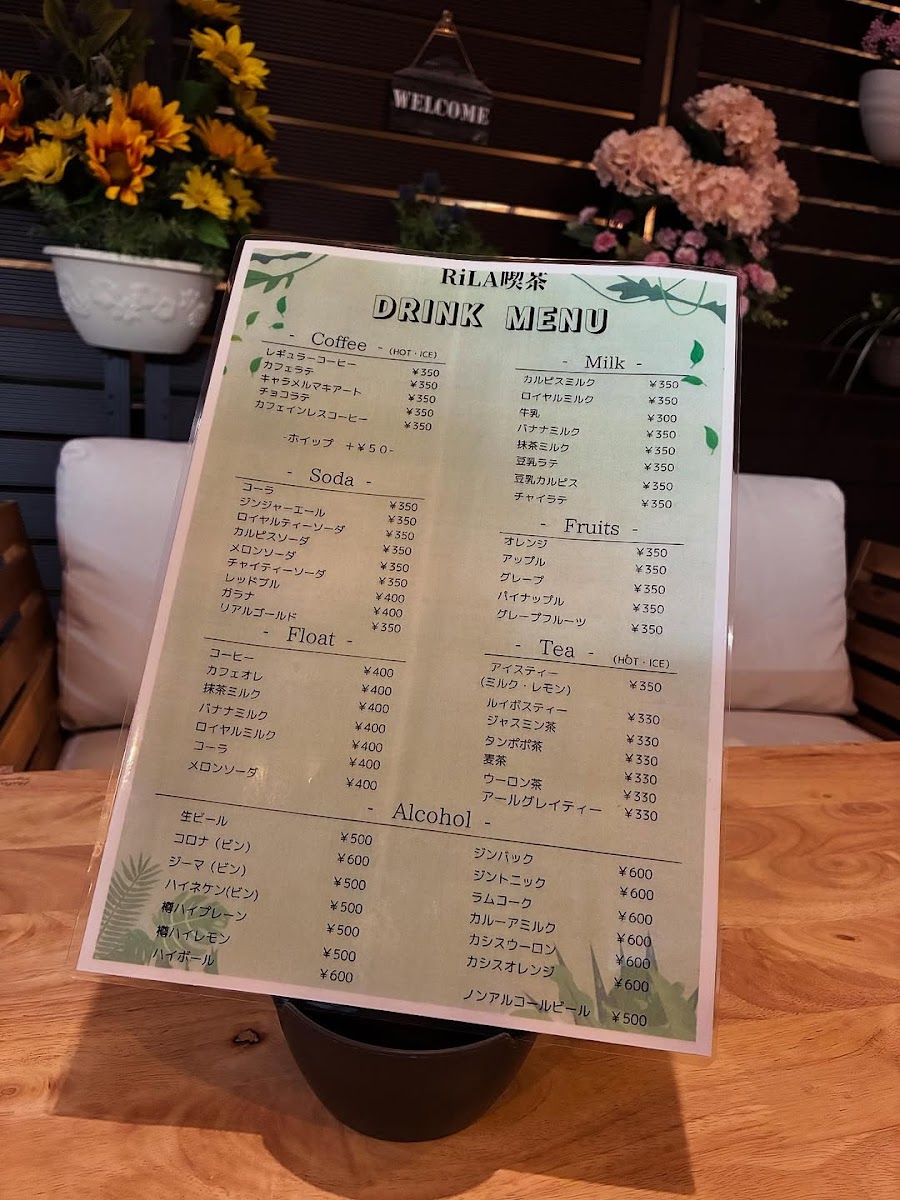 WELCOME
RiLA喫茶
DRINK MENU
- Coffee - (HOT・ICE)
レギュラーコーヒー ¥350
カフェラテ ¥350
キャラメルマキアート ¥350
チョコラテ ¥350
カフェインレスコーヒー ¥350
-ホイップ +¥50-
- Soda -
コーラ ¥350
ジンジャーエール ¥350
ロイヤルティーソーダ ¥350
カルピスソーダ ¥350
メロンソーダ ¥350
チャイティーソーダ ¥350
レッドブル ¥400
ガラナ ¥400
リアルゴールド ¥350
- Float -
コーヒー ¥400
カフェオレ ¥400
抹茶ミルク ¥400
バナナミルク ¥400
ロイヤルミルク ¥400
コーラ ¥400
メロンソーダ ¥400
- Milk -
カルピスミルク ¥350
ロイヤルミルク ¥350
牛乳 ¥300
バナナミルク ¥350
抹茶ミルク ¥350
豆乳ラテ ¥350
豆乳カルピス ¥350
チャイラテ ¥350
- Fruits -
オレンジ ¥350
アップル ¥350
グレープ ¥350
パイナップル ¥350
グレープフルーツ ¥350
- Tea - (HOT・ICE)
アイスティー ¥350
(ミルク・レモン)
ルイボスティー ¥330
ジャスミン茶 ¥330
タンポポ茶 ¥330
麦茶 ¥330
ウーロン茶 ¥330
アールグレイティー ¥330
- Alcohol -
生ビール ¥500
コロナ (ビン) ¥600
ジーマ (ビン) ¥500
ハイネケン(ビン) ¥500
樽ハイプレーン ¥500
樽ハイレモン ¥500
ハイボール ¥600
ジンバック ¥600
ジントニック ¥600
ラムコーク ¥600
カルーアミルク ¥600
カシスウーロン ¥600
カシスオレンジ ¥600
ノンアルコールビール ¥500